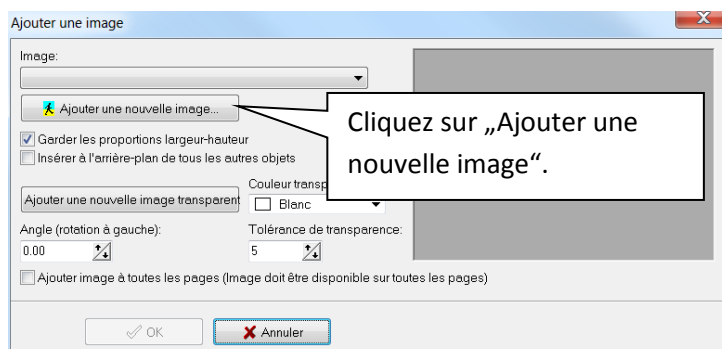 Ajouter une image
Image:
Ajouter une nouvelle image...
Cliquez sur „Ajouter une
nouvelle image“.
Garder les proportions largeur-hauteur
Insérer à l'arrière-plan de tous les autres objets
Couleur transp
Ajouter une nouvelle image transparent
Blanc
Angle (rotation à gauche):
Tolérance de transparence:
0.00
5
Ajouter image à toutes les pages (Image doit être disponible sur toutes les pages)
OK
Annuler